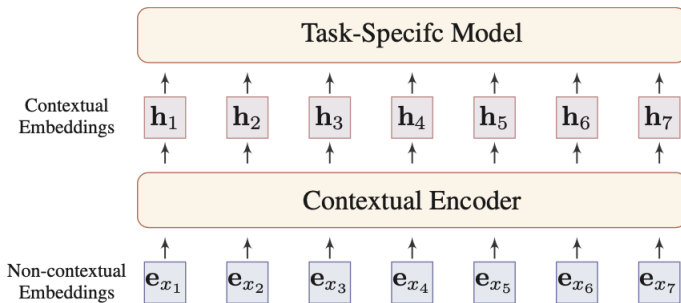 Task-Specifc Model
Contextual
Embeddings
h₁ h₂ h₃ h₄ h₅ h₆ h₇
Contextual Encoder
Non-contextual
Embeddings
eₓ₁ eₓ₂ eₓ₃ eₓ₄ eₓ₅ eₓ₆ eₓ₇